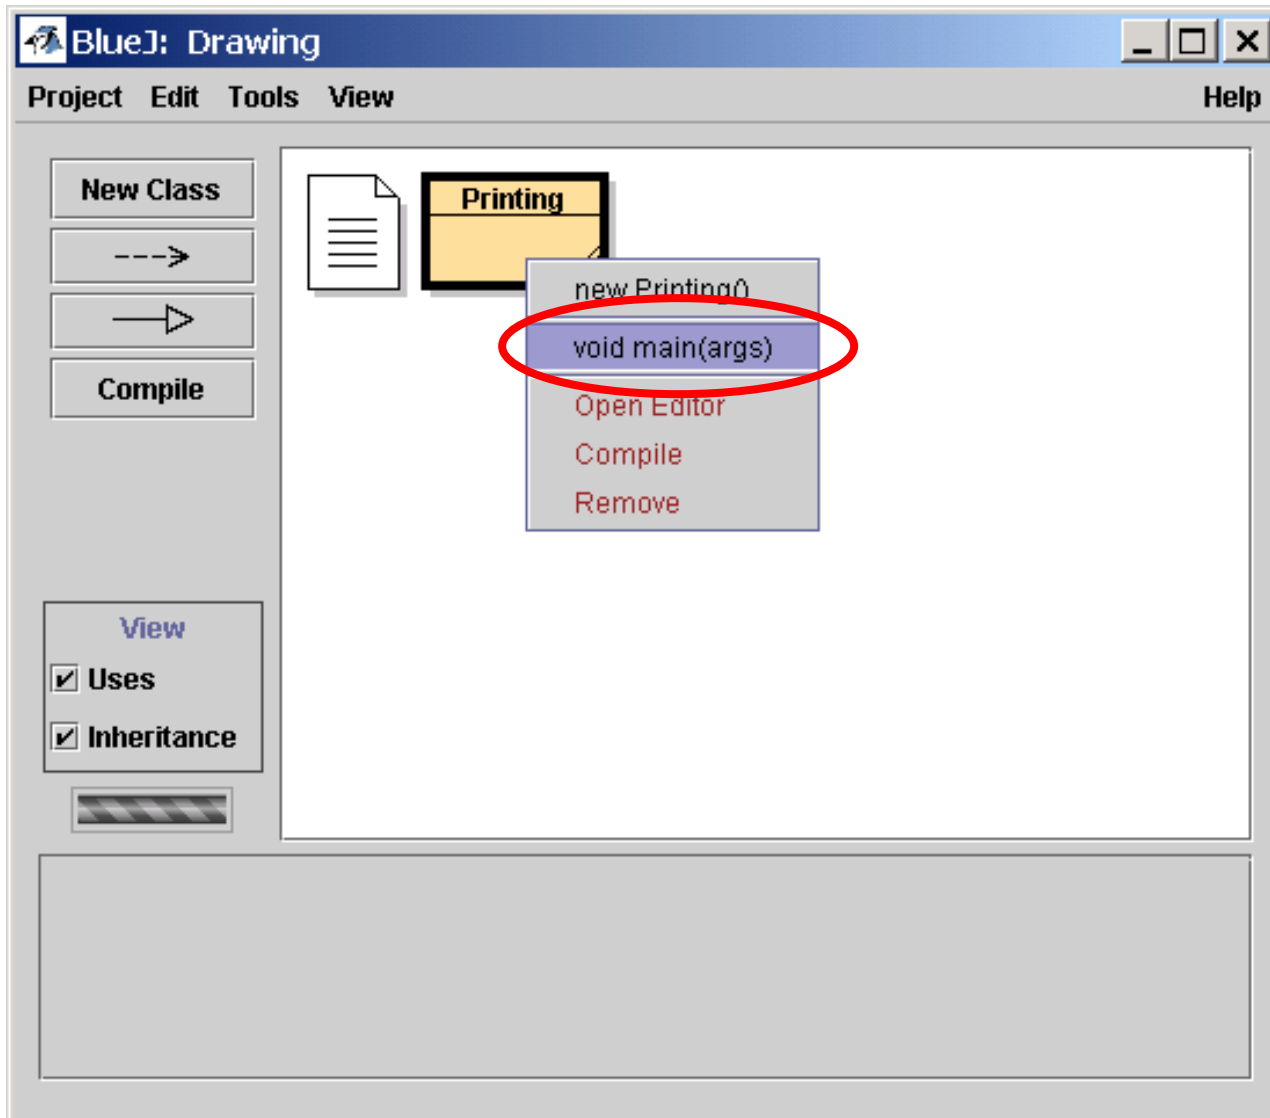 BlueJ: Drawing
Project Edit Tools View Help
New Class
Compile
Printing
new Printing()
void main(args)
Open Editor
Compile
Remove
View
Uses
Inheritance